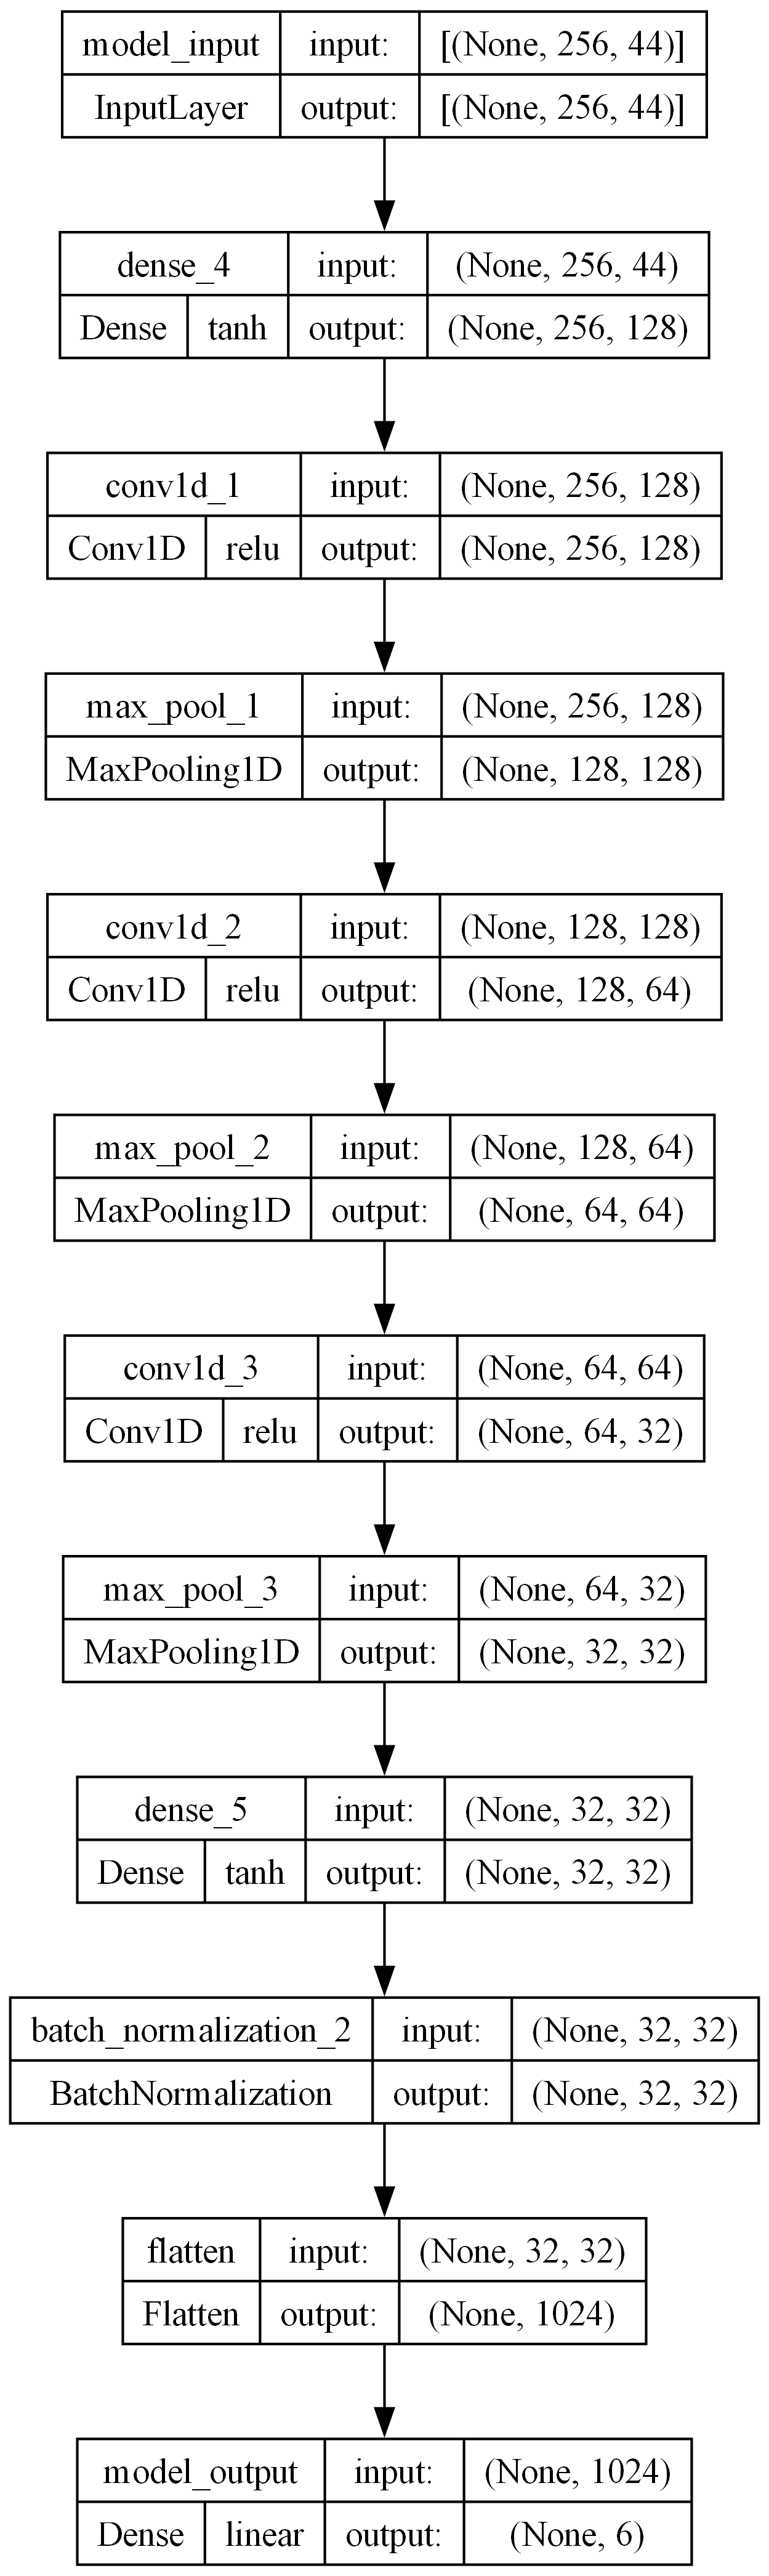 model_input input: [(None, 256, 44)]
InputLayer output: [(None, 256, 44)]
dense_4 input: (None, 256, 44)
Dense tanh output: (None, 256, 128)
conv1d_1 input: (None, 256, 128)
Conv1D relu output: (None, 256, 128)
max_pool_1 input: (None, 256, 128)
MaxPooling1D output: (None, 128, 128)
conv1d_2 input: (None, 128, 128)
Conv1D relu output: (None, 128, 64)
max_pool_2 input: (None, 128, 64)
MaxPooling1D output: (None, 64, 64)
conv1d_3 input: (None, 64, 64)
Conv1D relu output: (None, 64, 32)
max_pool_3 input: (None, 64, 32)
MaxPooling1D output: (None, 32, 32)
dense_5 input: (None, 32, 32)
Dense tanh output: (None, 32, 32)
batch_normalization_2 input: (None, 32, 32)
BatchNormalization output: (None, 32, 32)
flatten input: (None, 32, 32)
Flatten output: (None, 1024)
model_output input: (None, 1024)
Dense linear output: (None, 6)